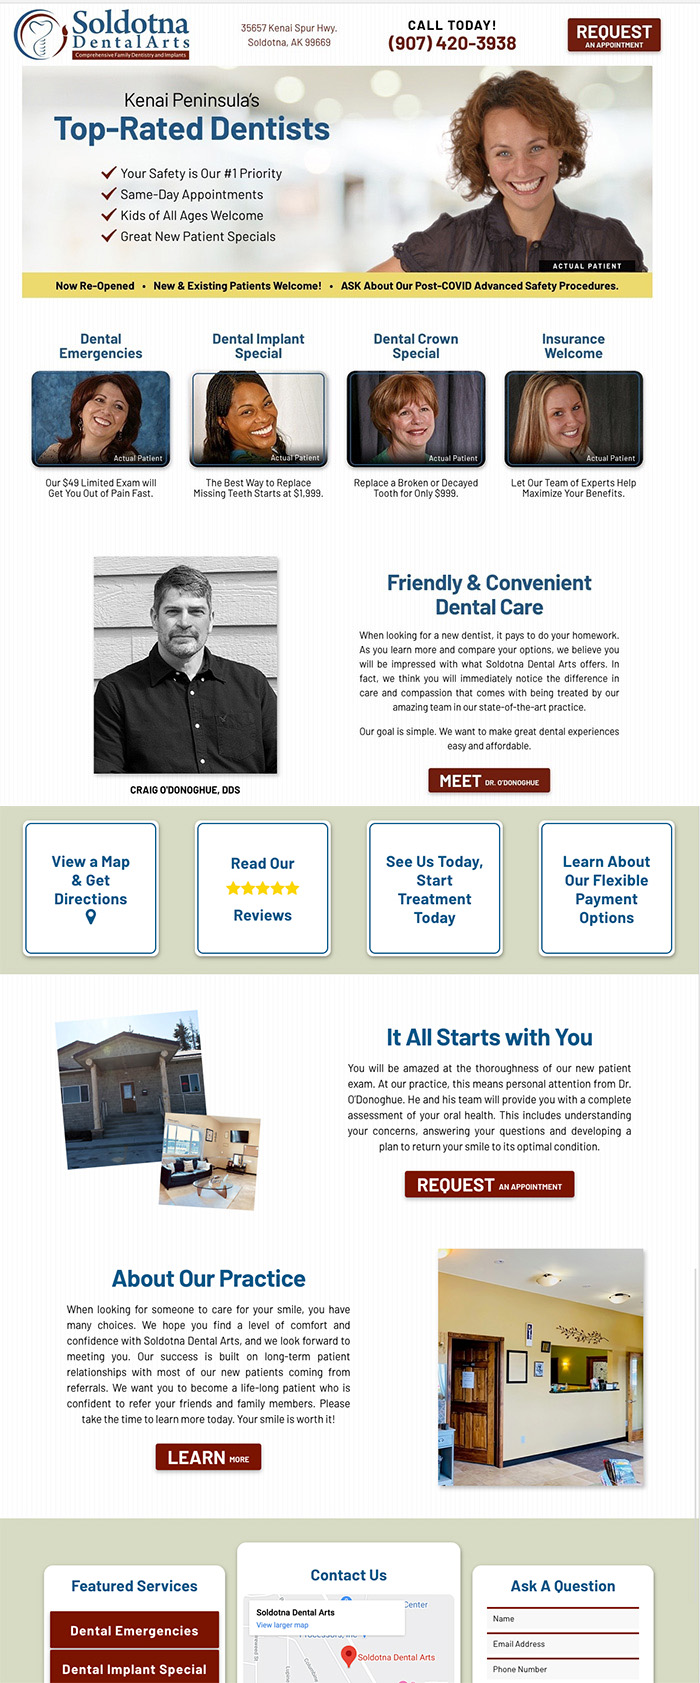 Soldotna
Dental Arts
Comprehensive Family Dentistry and Implants
35657 Kenai Spur Hwy.
Soldotna, AK 99669
CALL TODAY!
(907) 420-3938
REQUEST
AN APPOINTMENT
Kenai Peninsula's
Top-Rated Dentists
Your Safety is Our #1 Priority
Same-Day Appointments
Kids of All Ages Welcome
Great New Patient Specials
ACTUAL PATIENT
Now Re-Opened • New & Existing Patients Welcome! • ASK About Our Post-COVID Advanced Safety Procedures.
Dental
Emergencies
Actual Patient
Our $49 Limited Exam will
Get You Out of Pain Fast.
Dental Implant
Special
Actual Patient
The Best Way to Replace
Missing Teeth Starts at $1,999.
Dental Crown
Special
Actual Patient
Replace a Broken or Decayed
Tooth for Only $999.
Insurance
Welcome
Actual Patient
Let Our Team of Experts Help
Maximize Your Benefits.
CRAIG O'DONOGHUE, DDS
Friendly & Convenient
Dental Care
When looking for a new dentist, it pays to do your homework.
As you learn more and compare your options, we believe you
will be impressed with what Soldotna Dental Arts offers. In
fact, we think you will immediately notice the difference in
care and compassion that comes with being treated by our
amazing team in our state-of-the-art practice.
Our goal is simple. We want to make great dental experiences
easy and affordable.
MEET DR. O'DONOGHUE
View a Map
& Get
Directions
Read Our
Reviews
See Us Today,
Start
Treatment
Today
Learn About
Our Flexible
Payment
Options
It All Starts with You
You will be amazed at the thoroughness of our new patient
exam. At our practice, this means personal attention from Dr.
O'Donoghue. He and his team will provide you with a complete
assessment of your oral health. This includes understanding
your concerns, answering your questions and developing a
plan to return your smile to its optimal condition.
REQUEST AN APPOINTMENT
About Our Practice
When looking for someone to care for your smile, you have
many choices. We hope you find a level of comfort and
confidence with Soldotna Dental Arts, and we look forward to
meeting you. Our success is built on long-term patient
relationships with most of our new patients coming from
referrals. We want you to become a life-long patient who is
confident to refer your friends and family members. Please
take the time to learn more today. Your smile is worth it!
LEARN MORE
Featured Services
Dental Emergencies
Dental Implant Special
Contact Us
Soldotna Dental Arts
View larger map
Center
Soldotna Dental Arts
Ask A Question
Name
Email Address
Phone Number